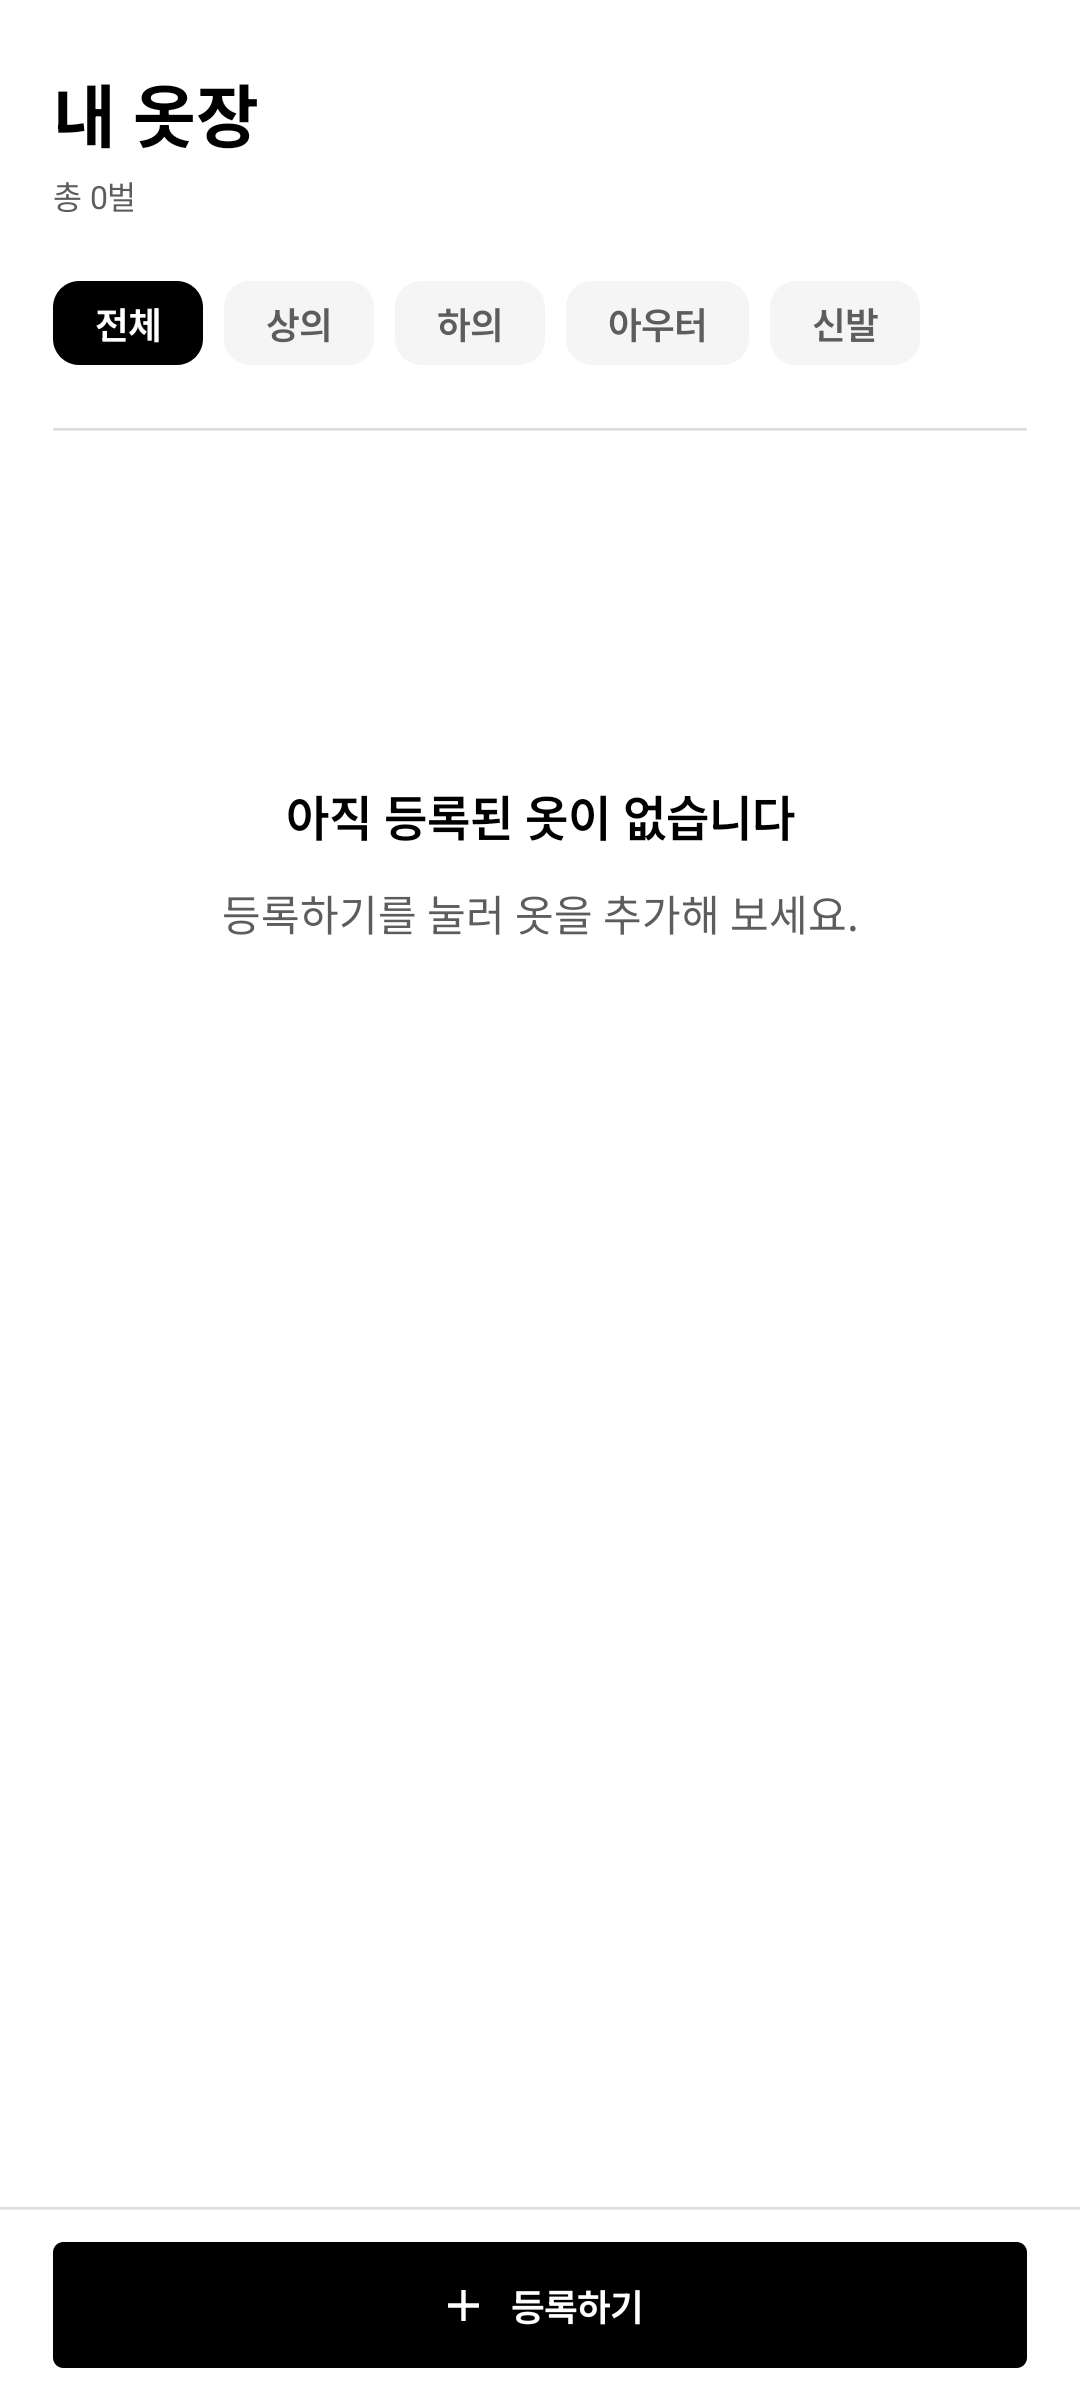 내 옷장
총 0벌
전체 상의 하의 아우터 신발
아직 등록된 옷이 없습니다
등록하기를 눌러 옷을 추가해 보세요.
+ 등록하기